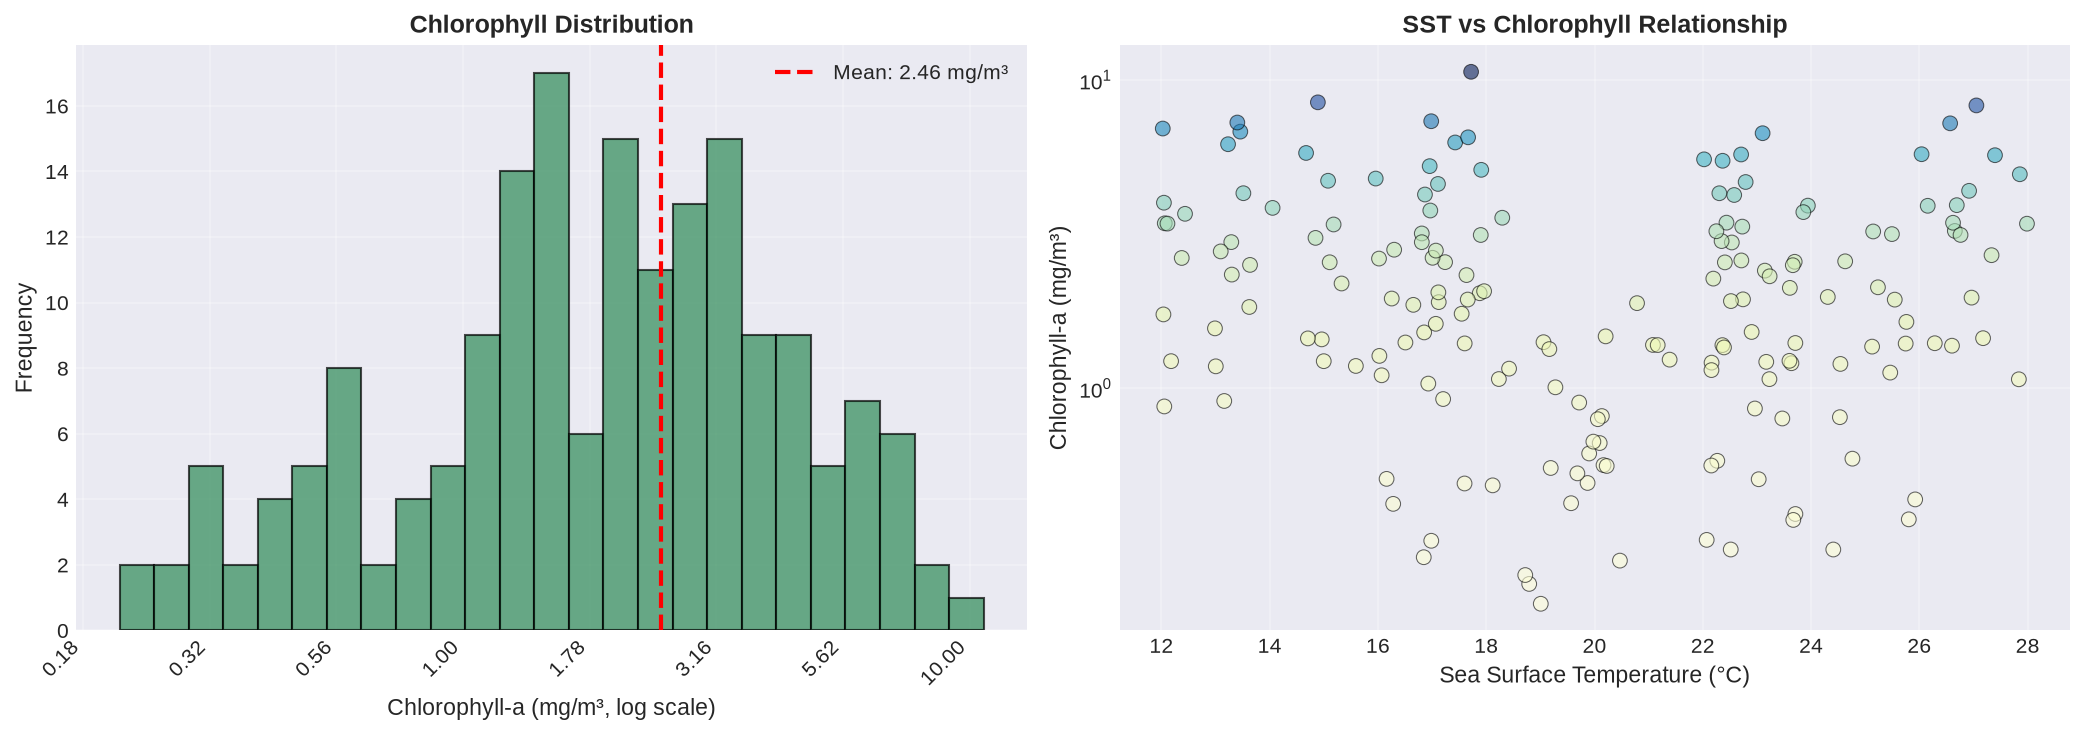 Chlorophyll Distribution
Mean: 2.46 mg/m³
Frequency
16
14
12
10
8
6
4
2
0
0.18 0.32 0.56 1.00 1.78 3.16 5.62 10.00
Chlorophyll-a (mg/m³, log scale)
SST vs Chlorophyll Relationship
Chlorophyll-a (mg/m³)
10¹
10⁰
12 14 16 18 20 22 24 26 28
Sea Surface Temperature (°C)